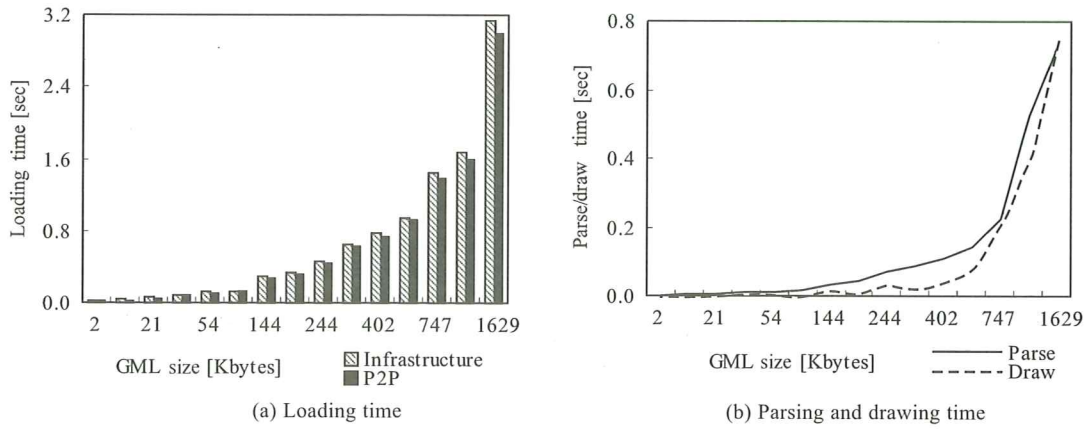 3.2
2.4
1.6
0.8
0.0
Loading time [sec]
2 21 54 144 244 402 747 1629
GML size [Kbytes]
Infrastructure
P2P
(a) Loading time
0.8
0.6
0.4
0.2
0.0
Parse/draw time [sec]
2 21 54 144 244 402 747 1629
GML size [Kbytes]
Parse
Draw
(b) Parsing and drawing time